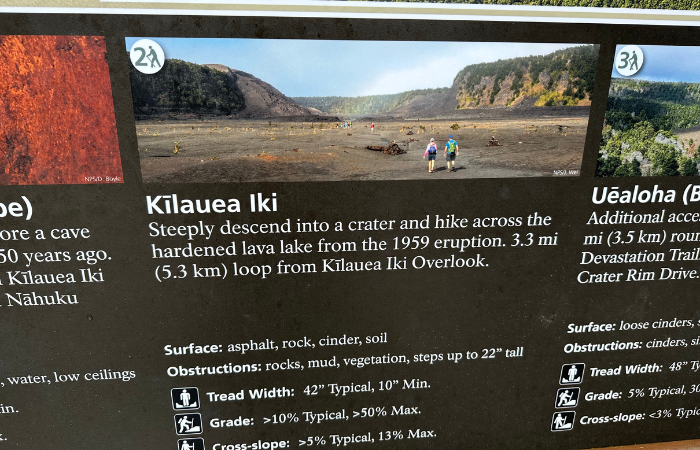 2
3
NPS/D. Boyle
NPS/D. Wei
be)
ore a cave
50 years ago.
Kīlauea Iki
Nāhuku
, water, low ceilings
in.
Kīlauea Iki
Steeply descend into a crater and hike across the
hardened lava lake from the 1959 eruption. 3.3 mi
(5.3 km) loop from Kīlauea Iki Overlook.
Surface: asphalt, rock, cinder, soil
Obstructions: rocks, mud, vegetation, steps up to 22” tall
Tread Width: 42” Typical, 10” Min.
Grade: >10% Typical, >50% Max.
Cross-slope: >5% Typical, 13% Max.
Uēaloha (B
Additional acce
mi (3.5 km) roun
Devastation Trail
Crater Rim Drive.
Surface: loose cinders, s
Obstructions: cinders, si
Tread Width: 48” Ty
Grade: 5% Typical, 30
Cross-slope: <3% Typic